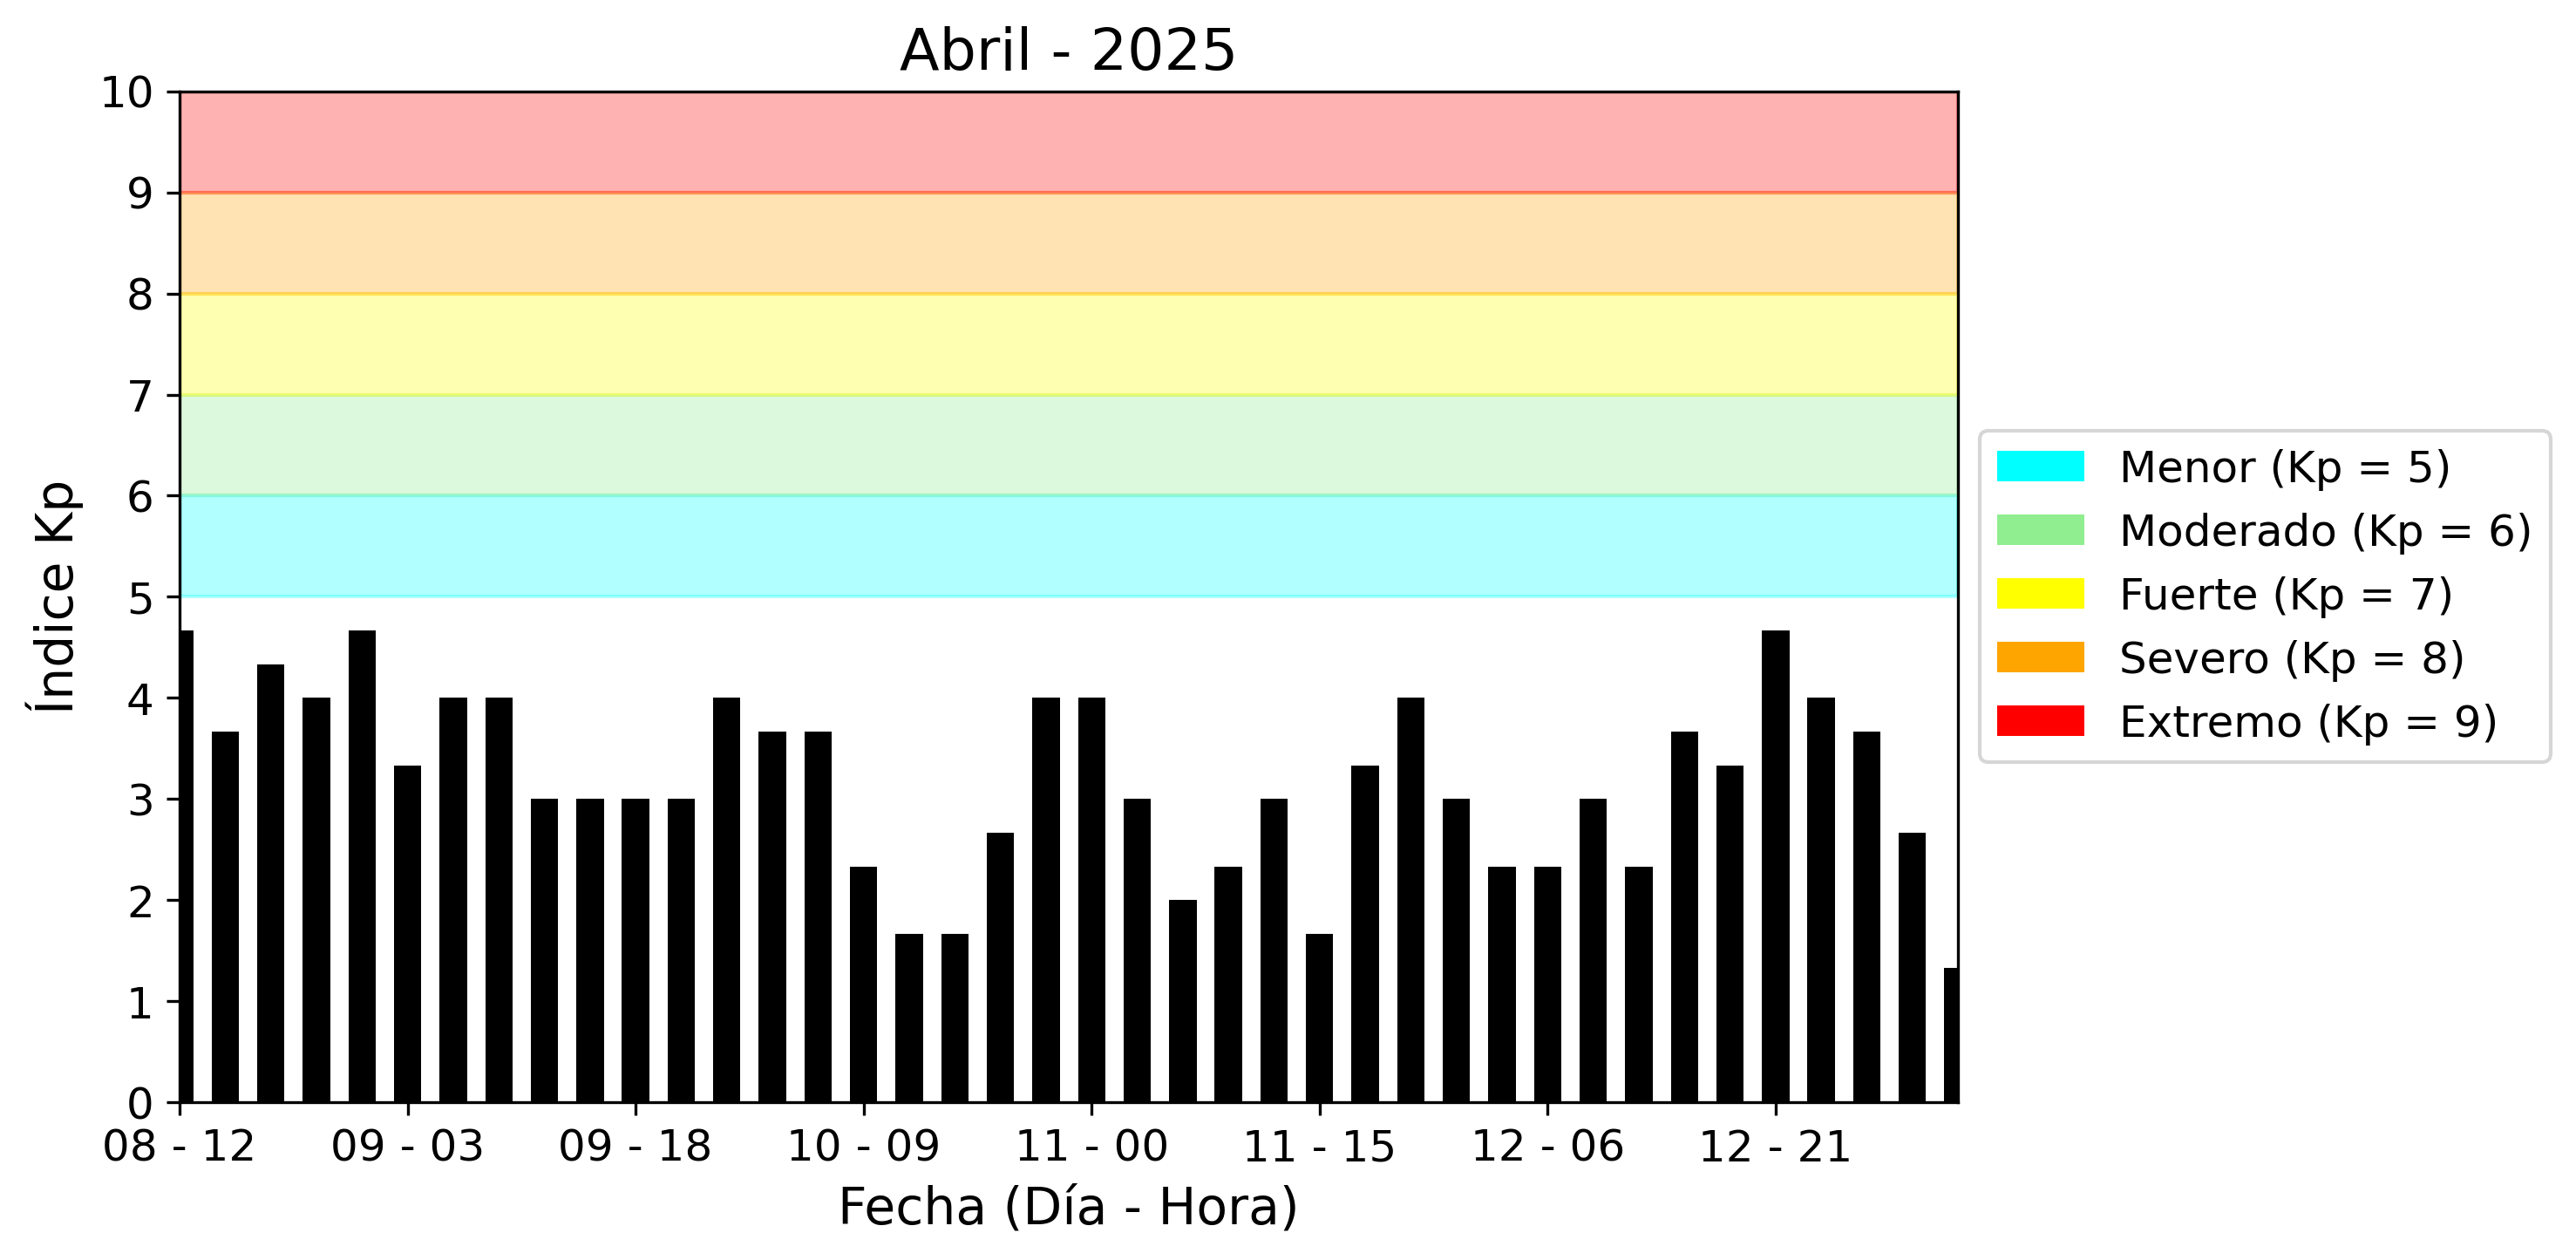 Abril - 2025
10
9
8
7
6
5
4
3
2
1
0
Índice Kp
08 - 12 09 - 03 09 - 18 10 - 09 11 - 00 11 - 15 12 - 06 12 - 21
Fecha (Día - Hora)
Menor (Kp = 5)
Moderado (Kp = 6)
Fuerte (Kp = 7)
Severo (Kp = 8)
Extremo (Kp = 9)